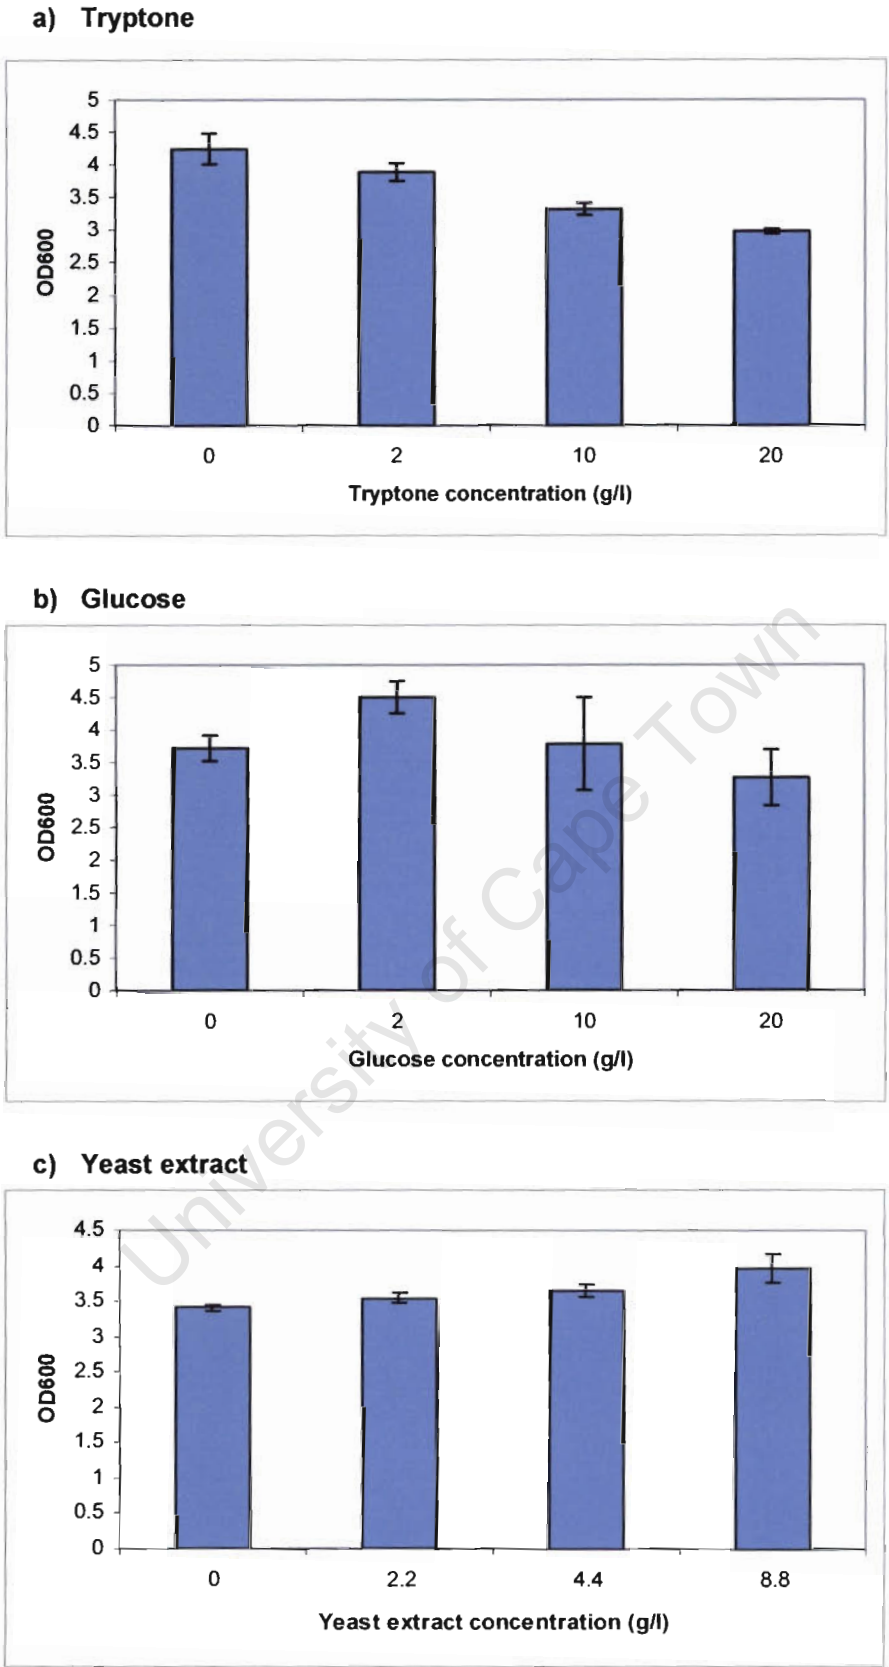 a) Tryptone
5
4.5
4
3.5
3
2.5
2
1.5
1
0.5
0
OD600
0 2 10 20
Tryptone concentration (g/l)
b) Glucose
5
4.5
4
3.5
3
2.5
2
1.5
1
0.5
0
OD600
0 2 10 20
Glucose concentration (g/l)
c) Yeast extract
4.5
4
3.5
3
2.5
2
1.5
1
0.5
0
OD600
0 2.2 4.4 8.8
Yeast extract concentration (g/l)
University of Cape Town